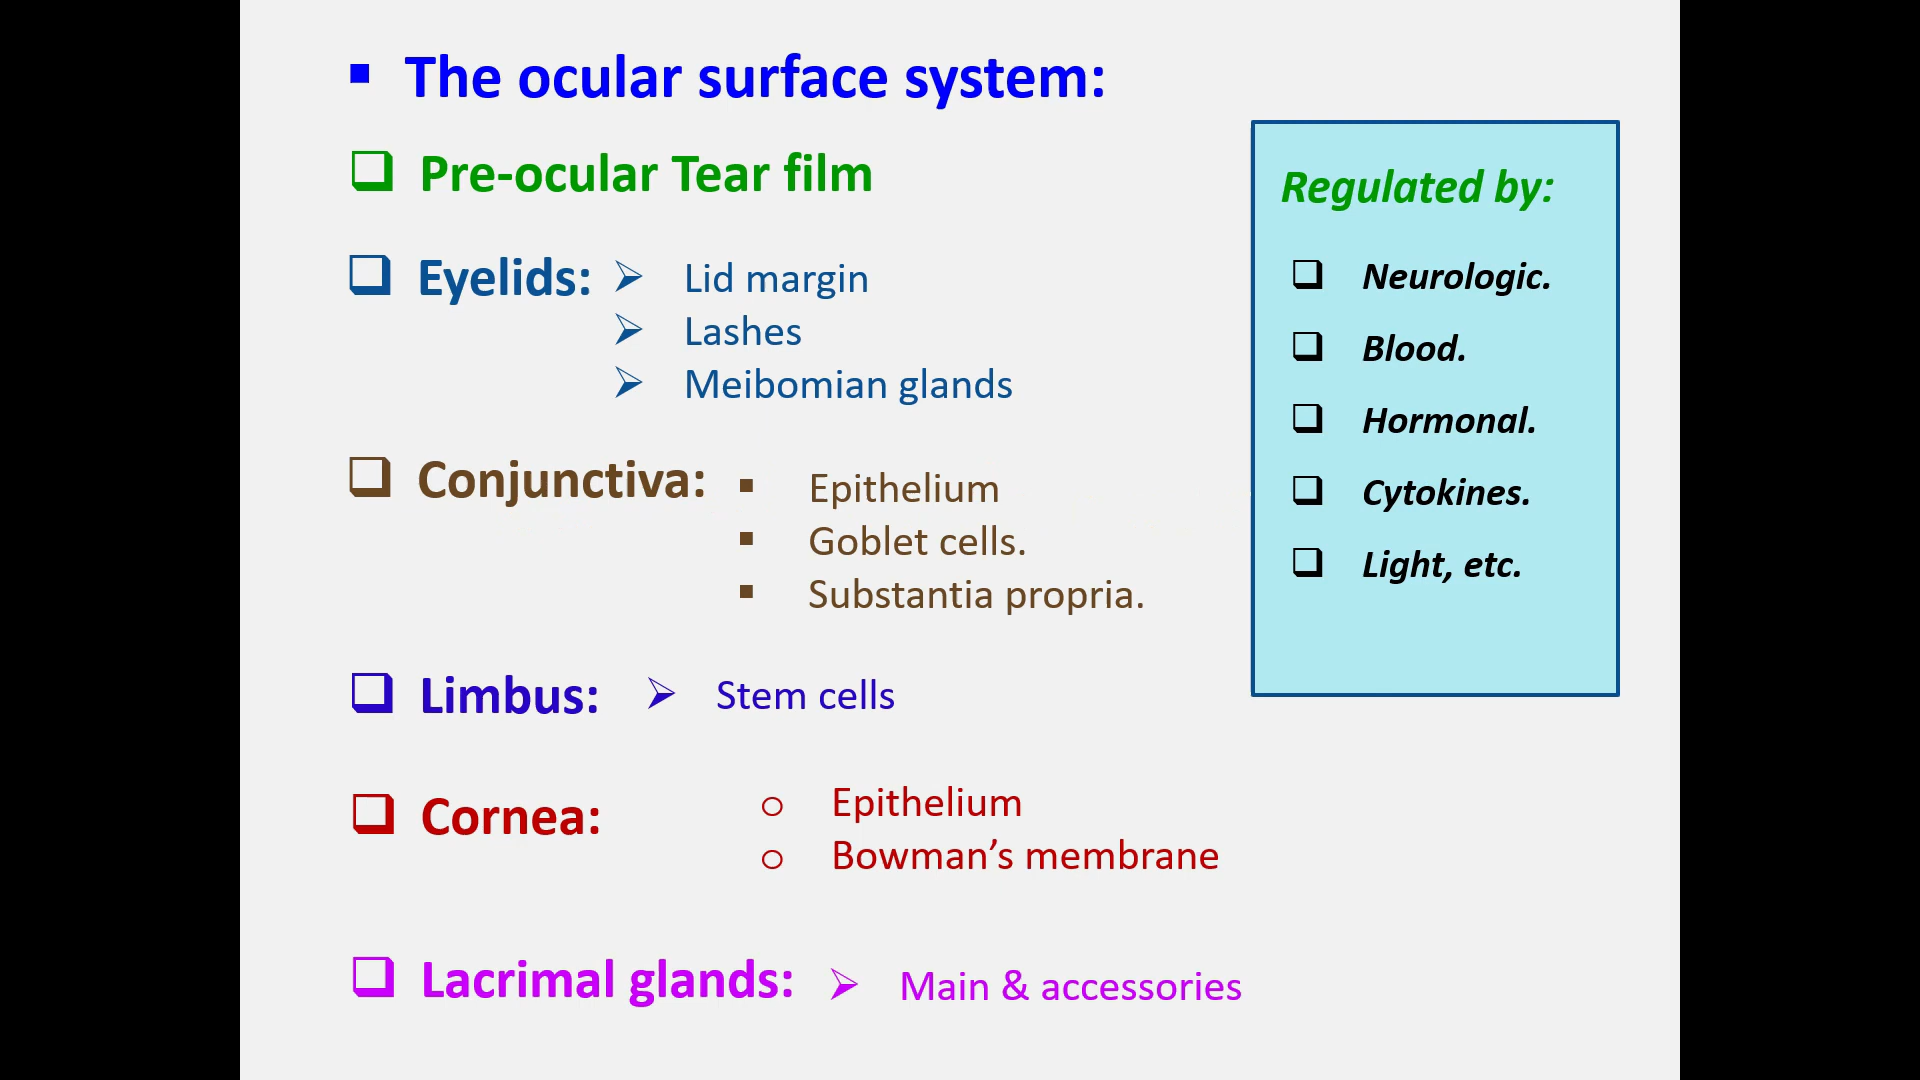 The ocular surface system:
Pre-ocular Tear film
Eyelids:
Lid margin
Lashes
Meibomian glands
Conjunctiva:
Epithelium
Goblet cells.
Substantia propria.
Limbus:
Stem cells
Cornea:
Epithelium
Bowman’s membrane
Lacrimal glands:
Main & accessories
Regulated by:
Neurologic.
Blood.
Hormonal.
Cytokines.
Light, etc.